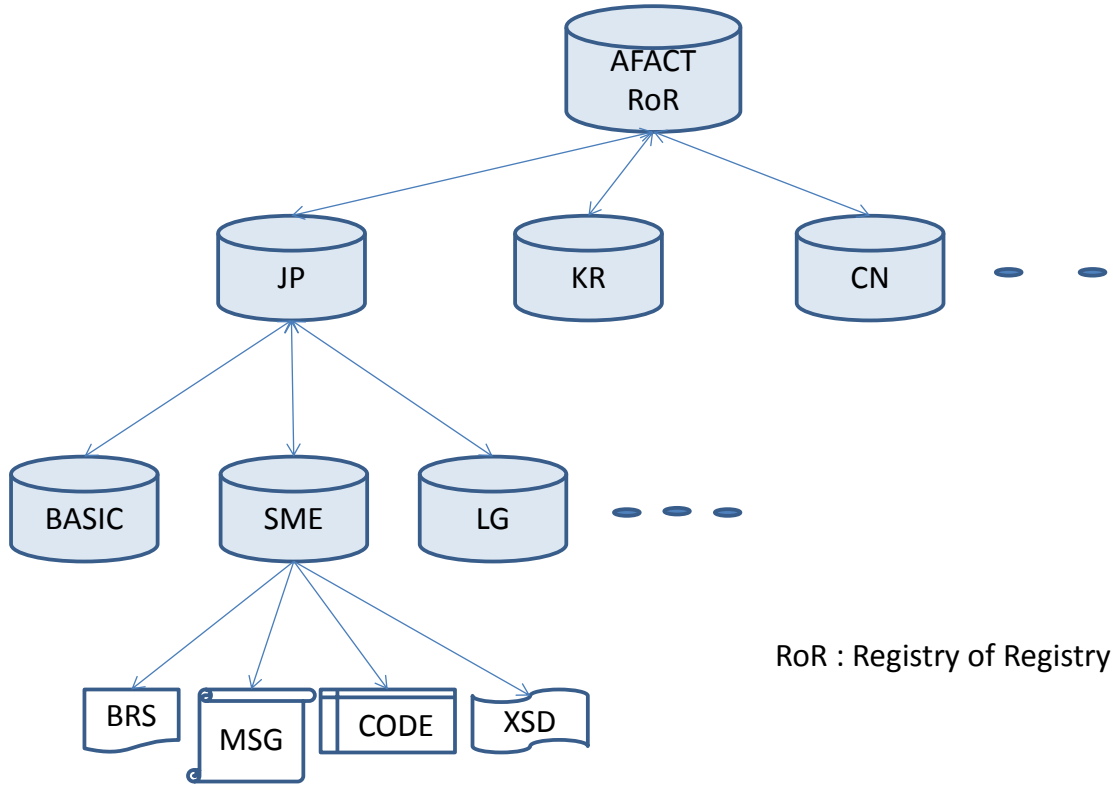 AFACT
RoR
JP
KR
CN
BASIC
SME
LG
RoR : Registry of Registry
BRS
MSG
CODE
XSD